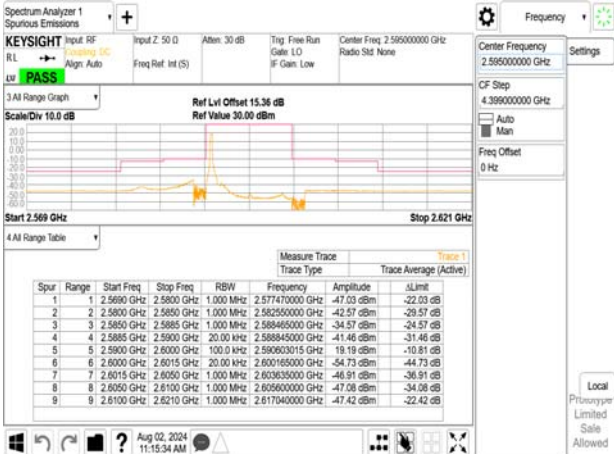 Spectrum Analyzer 1
Spurious Emissions
+
Frequency
KEYSIGHT
RL
PASS
Input: RF
Coupling: DC
Align: Auto
Input Z: 50 Ω
Freq Ref: Int (S)
Atten: 30 dB
Trig: Free Run
Gate: LO
IF Gain: Low
Center Freq: 2.595000000 GHz
Radio Std: None
Center Frequency
2.595000000 GHz
Settings
CF Step
4.399000000 GHz
Auto
Man
Freq Offset
0 Hz
3 All Range Graph
Scale/Div 10.0 dB
Ref Lvl Offset 15.36 dB
Ref Value 30.00 dBm
20.0
10.0
0.00
-10.0
-20.0
-30.0
-40.0
-50.0
-60.0
Start 2.569 GHz
Stop 2.621 GHz
4 All Range Table
Measure Trace Trace 1
Trace Type Trace Average (Active)
Spur Range Start Freq Stop Freq RBW Frequency Amplitude ΔLimit
1 1 2.5690 GHz 2.5800 GHz 1.000 MHz 2.577470000 GHz -47.03 dBm -22.03 dB
2 2 2.5800 GHz 2.5850 GHz 1.000 MHz 2.582550000 GHz -42.57 dBm -29.57 dB
3 3 2.5850 GHz 2.5885 GHz 1.000 MHz 2.588465000 GHz -34.57 dBm -24.57 dB
4 4 2.5885 GHz 2.5900 GHz 20.00 kHz 2.588845000 GHz -41.46 dBm -31.46 dB
5 5 2.5900 GHz 2.6000 GHz 100.0 kHz 2.590603015 GHz 19.19 dBm -10.81 dB
6 6 2.6000 GHz 2.6015 GHz 20.00 kHz 2.600165000 GHz -54.73 dBm -44.73 dB
7 7 2.6015 GHz 2.6050 GHz 1.000 MHz 2.603635000 GHz -46.91 dBm -36.91 dB
8 8 2.6050 GHz 2.6100 GHz 1.000 MHz 2.605600000 GHz -47.08 dBm -34.08 dB
9 9 2.6100 GHz 2.6210 GHz 1.000 MHz 2.617040000 GHz -47.42 dBm -22.42 dB
Local
Prototype
Limited
Sale
Allowed
?
Aug 02, 2024
11:15:34 AM